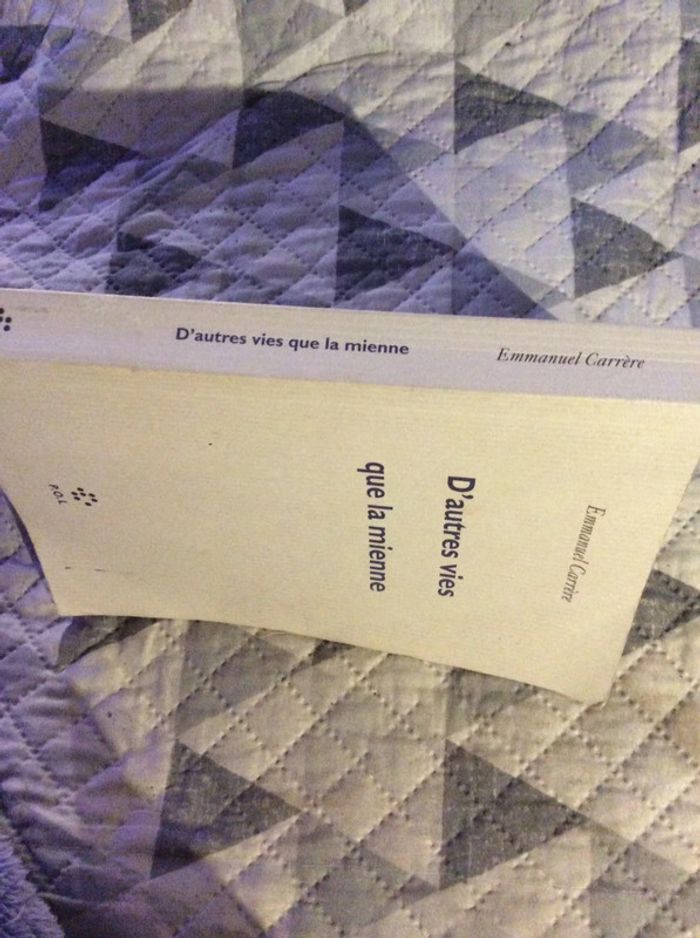 D'autres vies que la mienne
Emmanuel Carrère
Emmanuel Carrère
D'autres vies
que la mienne
P.O.L